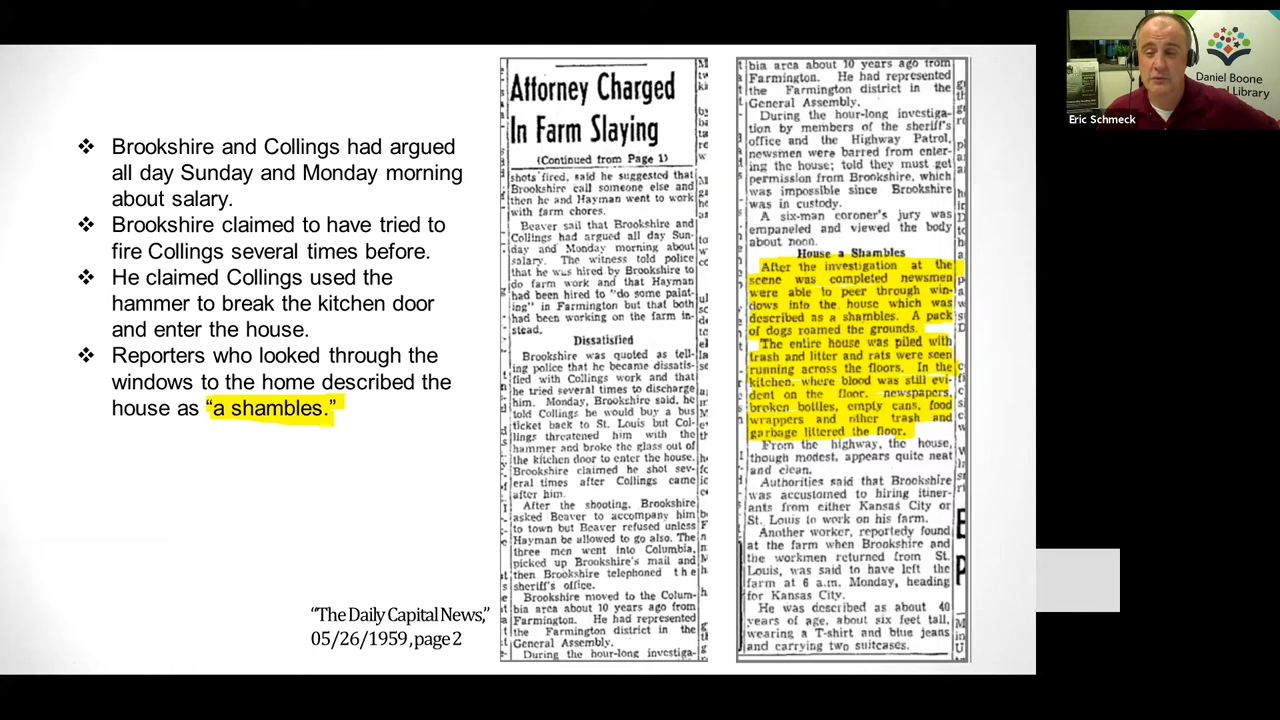 Brookshire and Collings had argued
all day Sunday and Monday morning
about salary.
Brookshire claimed to have tried to
fire Collings several times before.
He claimed Collings used the
hammer to break the kitchen door
and enter the house.
Reporters who looked through the
windows to the home described the
house as “a shambles.”
“The Daily Capital News,”
05/26/1959, page 2
Attorney Charged
In Farm Slaying
(Continued from Page 1)
shots fired, said he suggested that
Brookshire call someone else and
then he and Hayman went to work
with farm chores.
Beaver sail that Brookshire and
Collings had argued all day Sun-
day and Monday morning about
salary. The witness told police
that he was hired by Brookshire to
do farm work and that Hayman
had been hired to "do some paint-
ing" in Farmington but that both
had been working on the farm in-
stead.
Dissatisfied
Brookshire was quoted as tell-
ing police that he became dissatis-
fied with Collings work and that
he tried several times to discharge
him. Monday, Brookshire said, he
told Collings he would buy a bus
ticket back to St. Louis but Col-
lings threatened him with the
hammer and broke the glass out of
the kitchen door to enter the house.
Brookshire claimed he shot sev-
eral times after Collings came
after him.
After the shooting, Brookshire
asked Beaver to accompany him
to town but Beaver refused unless
Hayman be allowed to go also. The
three men went into Columbia,
picked up Brookshire's mail and
then Brookshire telephoned the
sheriff's office.
Brookshire moved to the Colum-
bia area about 10 years ago from
Farmington. He had represented
the Farmington district in the
General Assembly.
During the hour-long investiga-
bia area about 10 years ago from
Farmington. He had represented
the Farmington district in the
General Assembly.
During the hour-long investiga-
tion by members of the sheriff's
office and the Highway Patrol,
newsmen were barred from enter-
ing the house; told they must get
permission from Brookshire, which
was impossible since Brookshire
was in custody.
A six-man coroner's jury was
empaneled and viewed the body
about noon.
House a Shambles
After the investigation at the
scene was completed newsmen
were able to peer through win-
dows into the house which was
described as a shambles. A pack
of dogs roamed the grounds.
The entire house was piled with
trash and litter and rats were seen
running across the floors. In the
kitchen, where blood was still evi-
dent on the floor, newspapers,
broken bottles, empty cans, food
wrappers and other trash and
garbage littered the floor.
From the highway, the house,
though modest, appears quite neat
and clean.
Authorities said that Brookshire
was accustomed to hiring itiner-
ants from either Kansas City or
St. Louis to work on his farm.
Another worker, reportedly found
at the farm when Brookshire and
the workmen returned from St.
Louis, was said to have left the
farm at 6 a.m. Monday, heading
for Kansas City.
He was described as about 40
years of age, about six feet tall,
wearing a T-shirt and blue jeans
and carrying two suitcases.
Daniel Boone
Library
Eric Schmeck